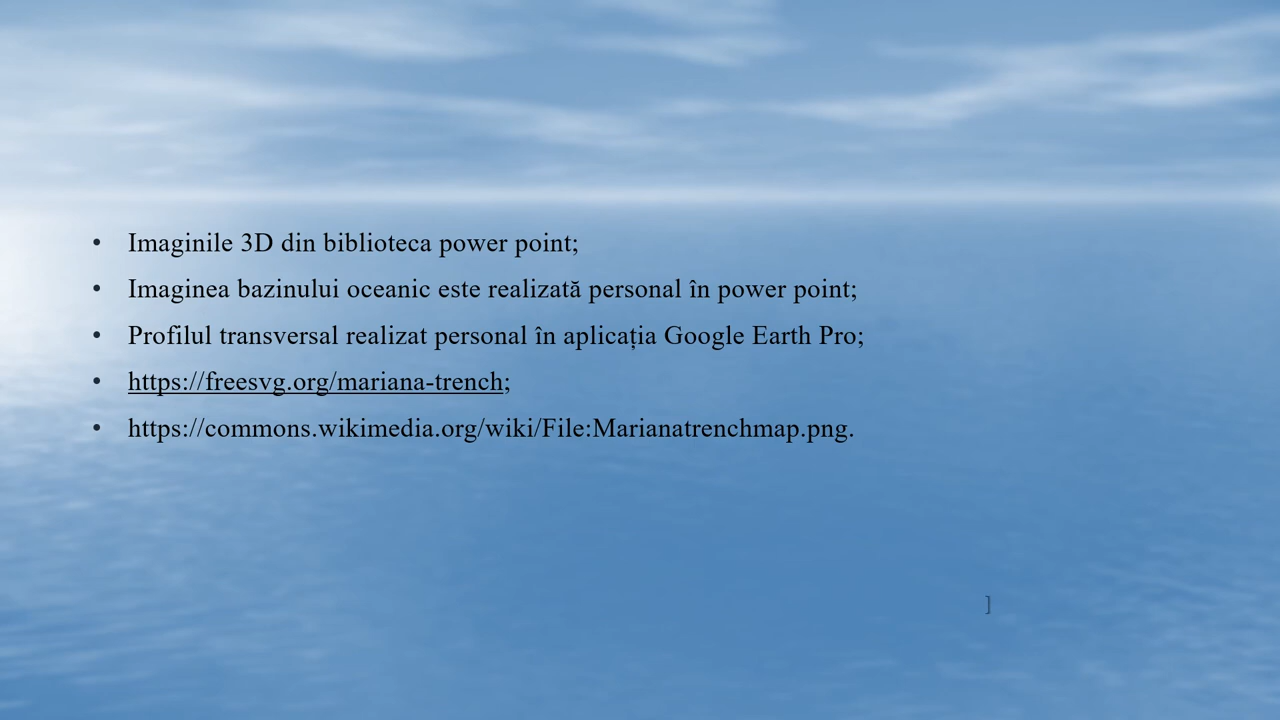 • Imaginile 3D din biblioteca power point;
• Imaginea bazinului oceanic este realizată personal în power point;
• Profilul transversal realizat personal în aplicația Google Earth Pro;
• https://freesvg.org/mariana-trench;
• https://commons.wikimedia.org/wiki/File:Marianatrenchmap.png.
]